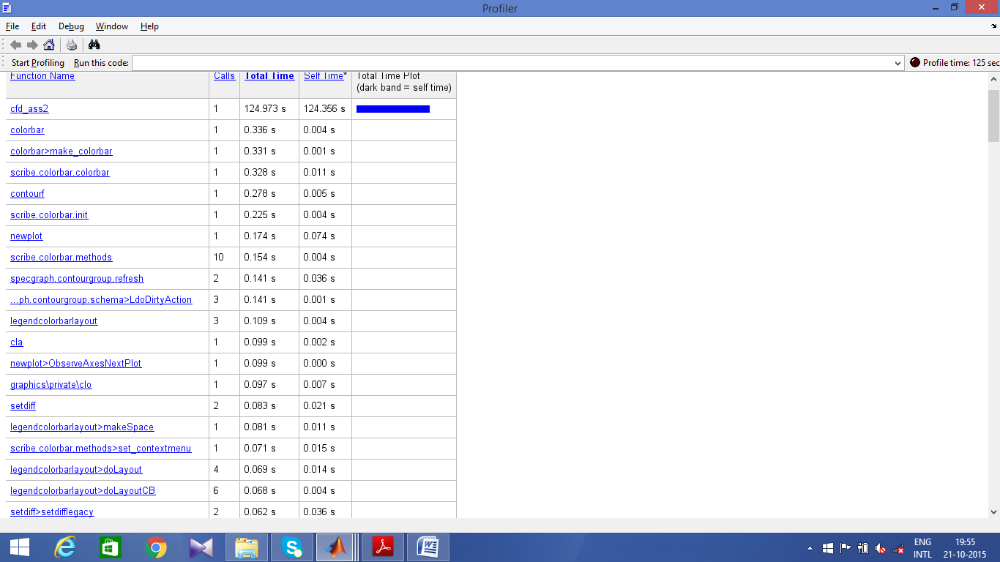 Profiler
File Edit Debug Window Help
Start Profiling Run this code: Profile time: 125 sec
Function Name Calls Total Time Self Time* Total Time Plot
(dark band = self time)
cfd_ass2 1 124.973 s 124.356 s
colorbar 1 0.336 s 0.004 s
colorbar>make_colorbar 1 0.331 s 0.001 s
scribe.colorbar.colorbar 1 0.328 s 0.011 s
contourf 1 0.278 s 0.005 s
scribe.colorbar.init 1 0.225 s 0.004 s
newplot 1 0.174 s 0.074 s
scribe.colorbar.methods 10 0.154 s 0.004 s
specgraph.contourgroup.refresh 2 0.141 s 0.036 s
...ph.contourgroup.schema>LdoDirtyAction 3 0.141 s 0.001 s
legendcolorbarlayout 3 0.109 s 0.004 s
cla 1 0.099 s 0.002 s
newplot>ObserveAxesNextPlot 1 0.099 s 0.000 s
graphics\private\clo 1 0.097 s 0.007 s
setdiff 2 0.083 s 0.021 s
legendcolorbarlayout>makeSpace 1 0.081 s 0.011 s
scribe.colorbar.methods>set_contextmenu 1 0.071 s 0.015 s
legendcolorbarlayout>doLayout 4 0.069 s 0.014 s
legendcolorbarlayout>doLayoutCB 6 0.068 s 0.004 s
setdiff>setdifflegacy 2 0.062 s 0.036 s
ENG 19:55
INTL 21-10-2015